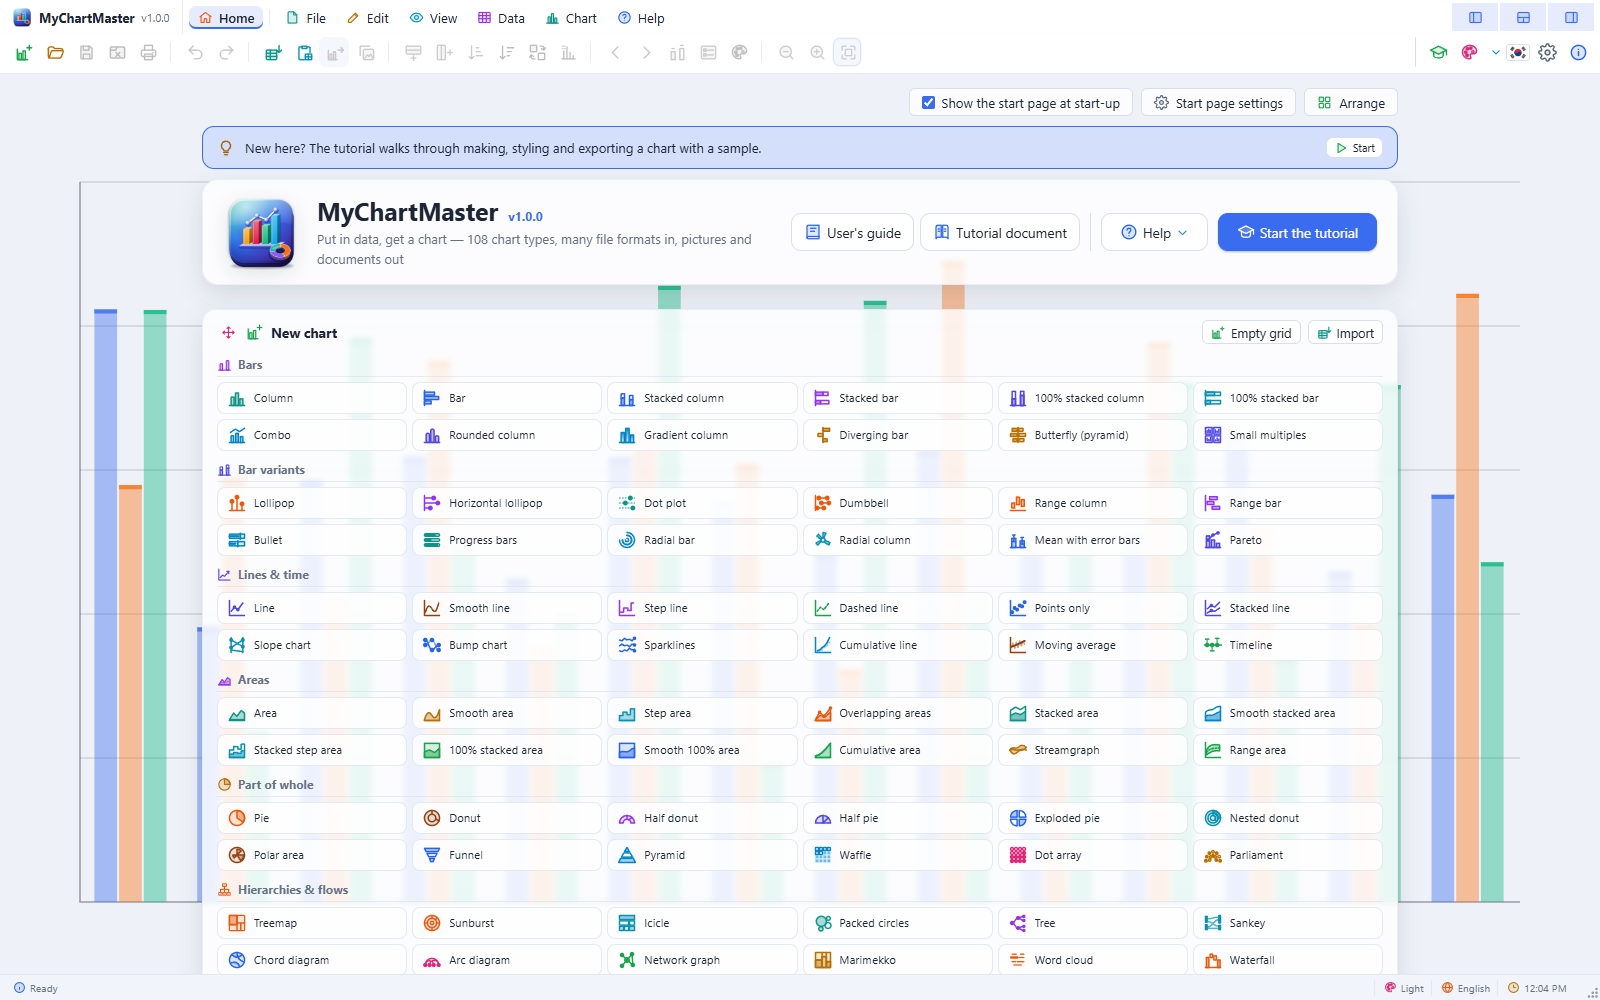 MyChartMaster v1.0.0 Home File Edit View Data Chart Help
Show the start page at start-up Start page settings Arrange
New here? The tutorial walks through making, styling and exporting a chart with a sample. Start
MyChartMaster v1.0.0
Put in data, get a chart — 108 chart types, many file formats in, pictures and
documents out
User's guide Tutorial document Help Start the tutorial
New chart Empty grid Import
Bars
Column Bar Stacked column Stacked bar 100% stacked column 100% stacked bar
Combo Rounded column Gradient column Diverging bar Butterfly (pyramid) Small multiples
Bar variants
Lollipop Horizontal lollipop Dot plot Dumbbell Range column Range bar
Bullet Progress bars Radial bar Radial column Mean with error bars Pareto
Lines & time
Line Smooth line Step line Dashed line Points only Stacked line
Slope chart Bump chart Sparklines Cumulative line Moving average Timeline
Areas
Area Smooth area Step area Overlapping areas Stacked area Smooth stacked area
Stacked step area 100% stacked area Smooth 100% area Cumulative area Streamgraph Range area
Part of whole
Pie Donut Half donut Half pie Exploded pie Nested donut
Polar area Funnel Pyramid Waffle Dot array Parliament
Hierarchies & flows
Treemap Sunburst Icicle Packed circles Tree Sankey
Chord diagram Arc diagram Network graph Marimekko Word cloud Waterfall
Ready Light English 12:04 PM